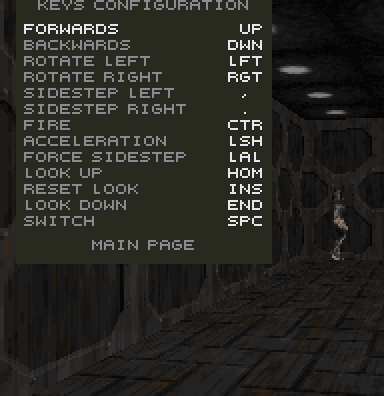 KEYS CONFIGURATION
FORWARDS UP
BACKWARDS DWN
ROTATE LEFT LFT
ROTATE RIGHT RGT
SIDESTEP LEFT ,
SIDESTEP RIGHT .
FIRE CTR
ACCELERATION LSH
FORCE SIDESTEP LAL
LOOK UP HOM
RESET LOOK INS
LOOK DOWN END
SWITCH SPC
MAIN PAGE